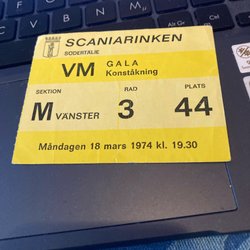 SCANIARINKEN
SÖDERTÄLJE
VM GALA
Konståkning
SEKTION RAD PLATS
M VÄNSTER 3 44
Måndagen 18 mars 1974 kl. 19.30